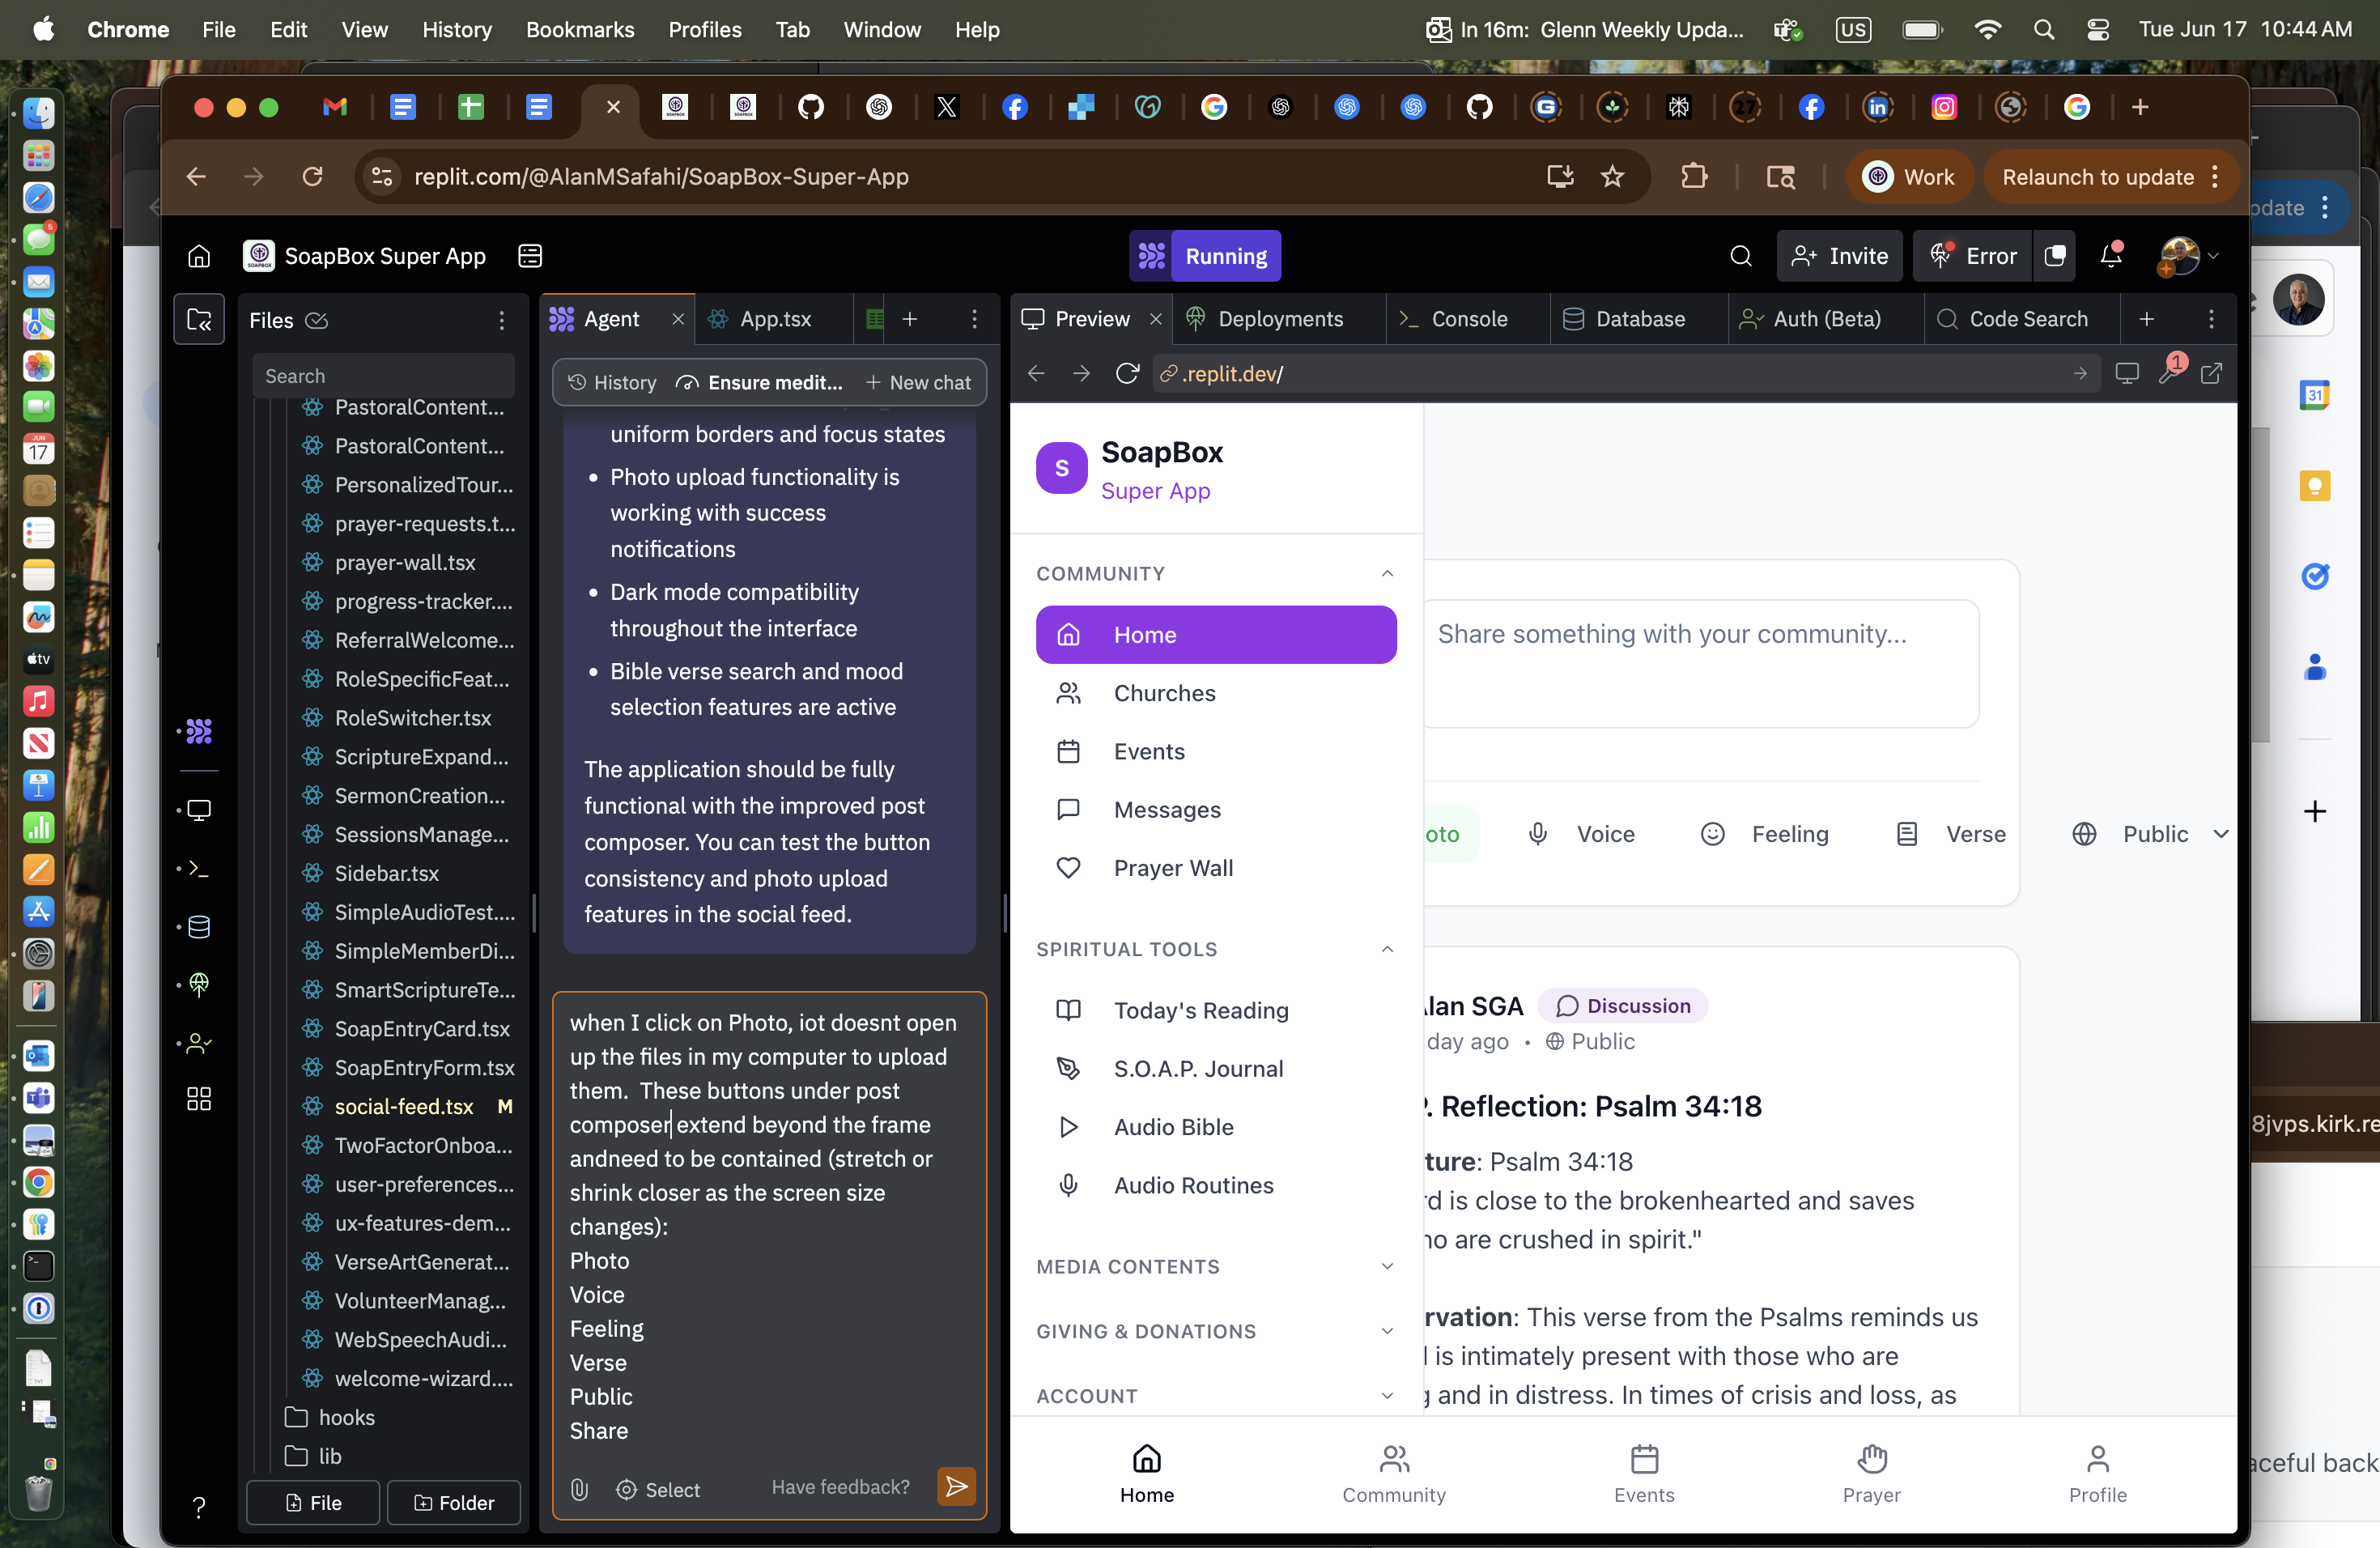 Chrome File Edit View History Bookmarks Profiles Tab Window Help
In 16m: Glenn Weekly Upda... US Tue Jun 17 10:44 AM
replit.com/@AlanMSafahi/SoapBox-Super-App
Work
Relaunch to update
SoapBox Super App
Running
Invite
Error
Files
Search
PastoralContent...
PastoralContent...
PersonalizedTour...
prayer-requests.t...
prayer-wall.tsx
progress-tracker....
ReferralWelcome...
RoleSpecificFeat...
RoleSwitcher.tsx
ScriptureExpand...
SermonCreation...
SessionsManage...
Sidebar.tsx
SimpleAudioTest....
SimpleMemberDi...
SmartScriptureTe...
SoapEntryCard.tsx
SoapEntryForm.tsx
social-feed.tsx M
TwoFactorOnboa...
user-preferences...
ux-features-dem...
VerseArtGenerat...
VolunteerManag...
WebSpeechAudi...
welcome-wizard....
hooks
lib
File
Folder
Agent
App.tsx
History
Ensure medit...
New chat
uniform borders and focus states
• Photo upload functionality is
working with success
notifications
• Dark mode compatibility
throughout the interface
• Bible verse search and mood
selection features are active
The application should be fully
functional with the improved post
composer. You can test the button
consistency and photo upload
features in the social feed.
when I click on Photo, iot doesnt open
up the files in my computer to upload
them.  These buttons under post
composer extend beyond the frame
andneed to be contained (stretch or
shrink closer as the screen size
changes):
Photo
Voice
Feeling
Verse
Public
Share
Select
Have feedback?
Preview
Deployments
Console
Database
Auth (Beta)
Code Search
.replit.dev/
1
S
SoapBox
Super App
COMMUNITY
Home
Churches
Events
Messages
Prayer Wall
SPIRITUAL TOOLS
Today's Reading
S.O.A.P. Journal
Audio Bible
Audio Routines
MEDIA CONTENTS
GIVING & DONATIONS
ACCOUNT
Share something with your community...
oto
Voice
Feeling
Verse
Public
lan SGA
Discussion
day ago • Public
. Reflection: Psalm 34:18
ture: Psalm 34:18
rd is close to the brokenhearted and saves
o are crushed in spirit."
rvation: This verse from the Psalms reminds us
l is intimately present with those who are
g and in distress. In times of crisis and loss, as
Home
Community
Events
Prayer
Profile
pdate
31
8jvps.kirk.re
aceful back
5
JUN
17
tv
27